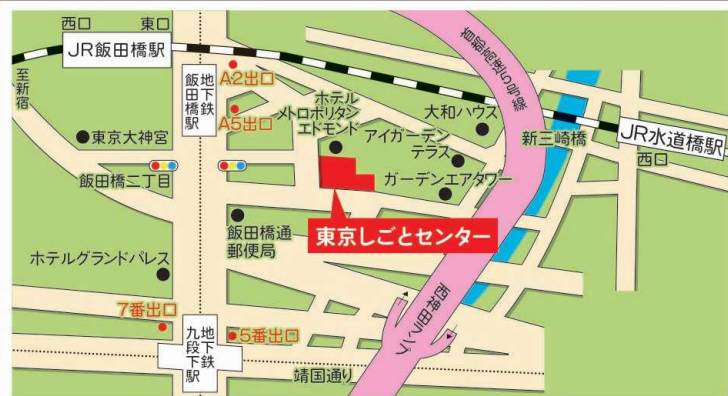 西口
東口
JR飯田橋駅
至新宿
地下鉄
飯田橋駅
A2出口
A5出口
ホテル
メトロポリタン
エドモンド
首都高速5号線
大和ハウス
アイガーデン
テラス
新三崎橋
JR水道橋駅
西口
東京大神宮
飯田橋二丁目
ガーデンエアタワー
飯田橋通
郵便局
東京しごとセンター
ホテルグランドパレス
7番出口
地下鉄
九段下駅
5番出口
西神田ランプ
靖国通り